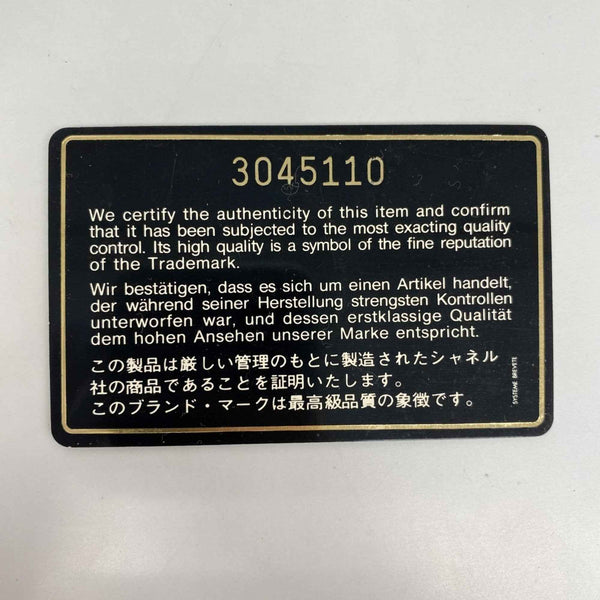 3045110
We certify the authenticity of this item and confirm
that it has been subjected to the most exacting quality
control. Its high quality is a symbol of the fine reputation
of the Trademark.
Wir bestätigen, dass es sich um einen Artikel handelt,
der während seiner Herstellung strengsten Kontrollen
unterworfen war, und dessen erstklassige Qualität
dem hohen Ansehen unserer Marke entspricht.
この製品は厳しい管理のもとに製造されたシャネル
社の商品であることを証明いたします。
このブランド・マークは最高級品質の象徴です。
SYSTEME BREVETE